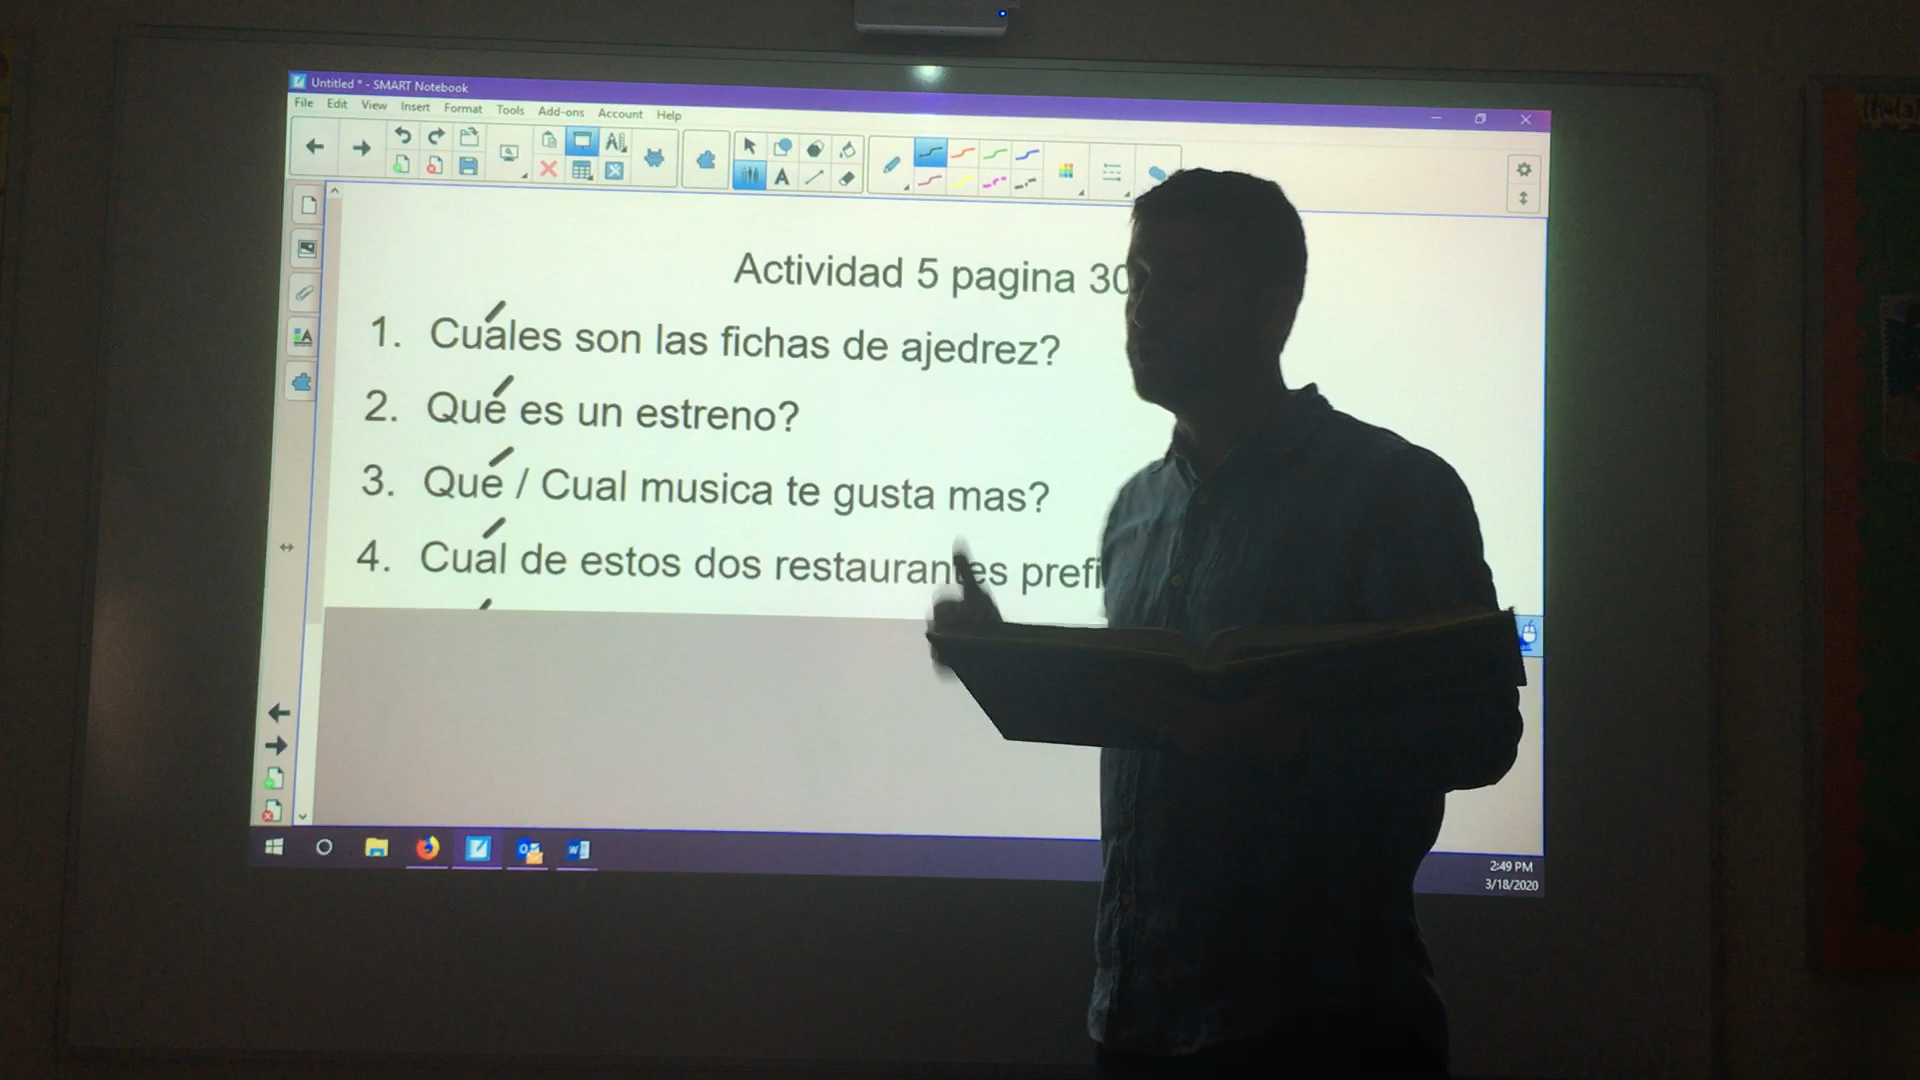 Untitled * - SMART Notebook
File Edit View Insert Format Tools Add-ons Account Help
Actividad 5 pagina 30
1. Cuáles son las fichas de ajedrez?
2. Qué es un estreno?
3. Qué / Cual musica te gusta mas?
4. Cuál de estos dos restaurantes prefi
2:49 PM
3/18/2020